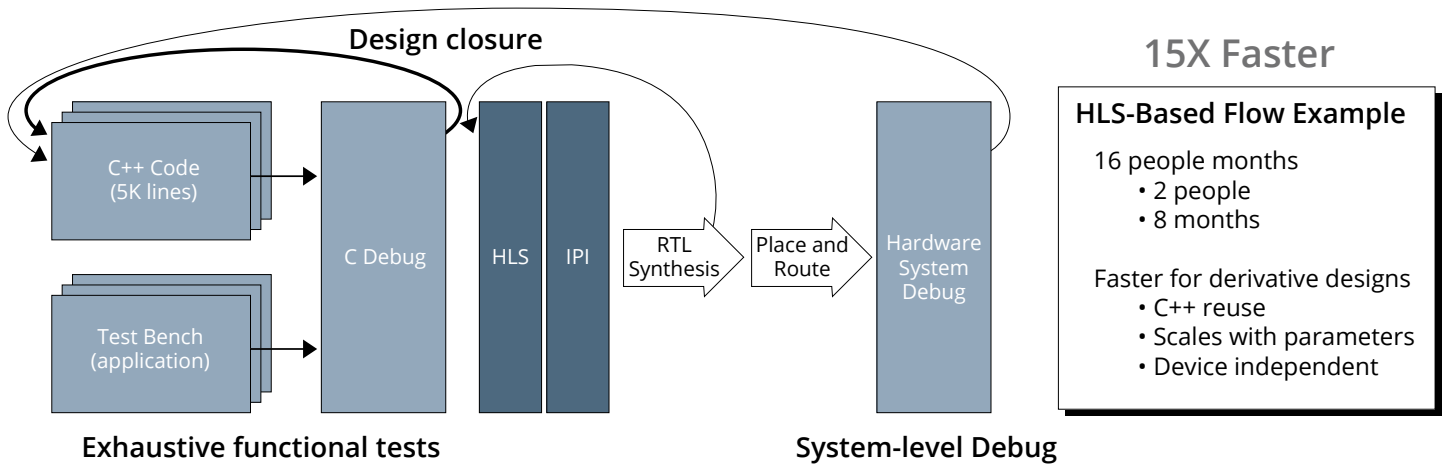 Design closure
C++ Code
(5K lines)
Test Bench
(application)
C Debug
HLS
IPI
RTL
Synthesis
Place and
Route
Hardware
System
Debug
Exhaustive functional tests
System-level Debug
15X Faster
HLS-Based Flow Example
16 people months
• 2 people
• 8 months
Faster for derivative designs
• C++ reuse
• Scales with parameters
• Device independent